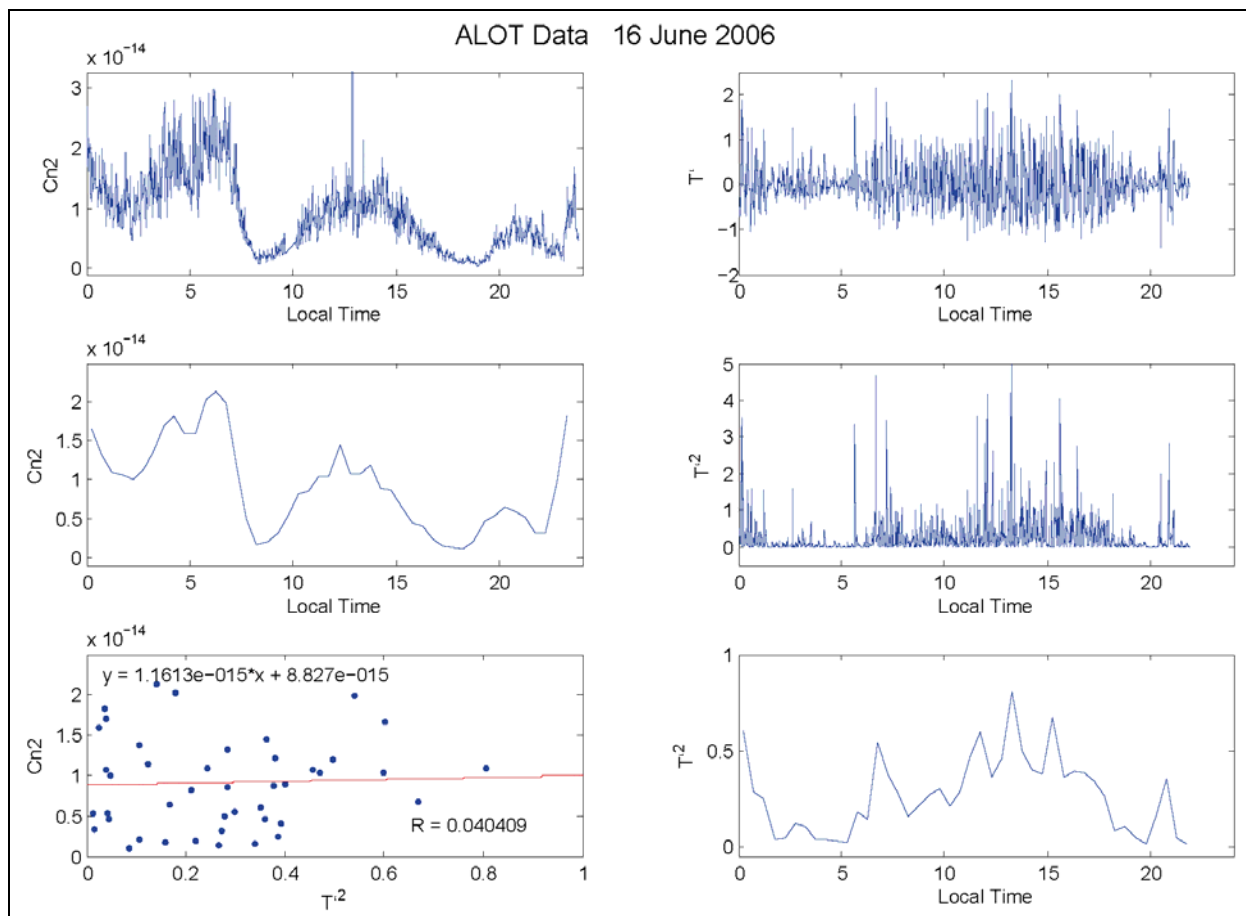 ALOT Data 16 June 2006
x 10⁻¹⁴
3
2
1
0
Cn2
0 5 10 15 20
Local Time
2
1
0
−1
−2
T'
0 5 10 15 20
Local Time
x 10⁻¹⁴
2
1.5
1
0.5
0
Cn2
0 5 10 15 20
Local Time
5
4
3
2
1
0
T'²
0 5 10 15 20
Local Time
x 10⁻¹⁴
2
1.5
1
0.5
0
Cn2
y = 1.1613e−015*x + 8.827e−015
R = 0.040409
0 0.2 0.4 0.6 0.8 1
T'²
1
0.5
0
T'²
0 5 10 15 20
Local Time